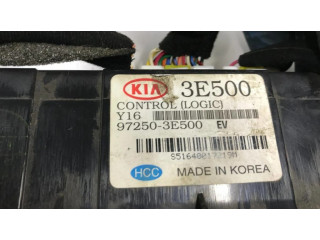 KIA 3E500
CONTROL (LOGIC)
Y16
97250-3E500 EV
HCC MADE IN KOREA